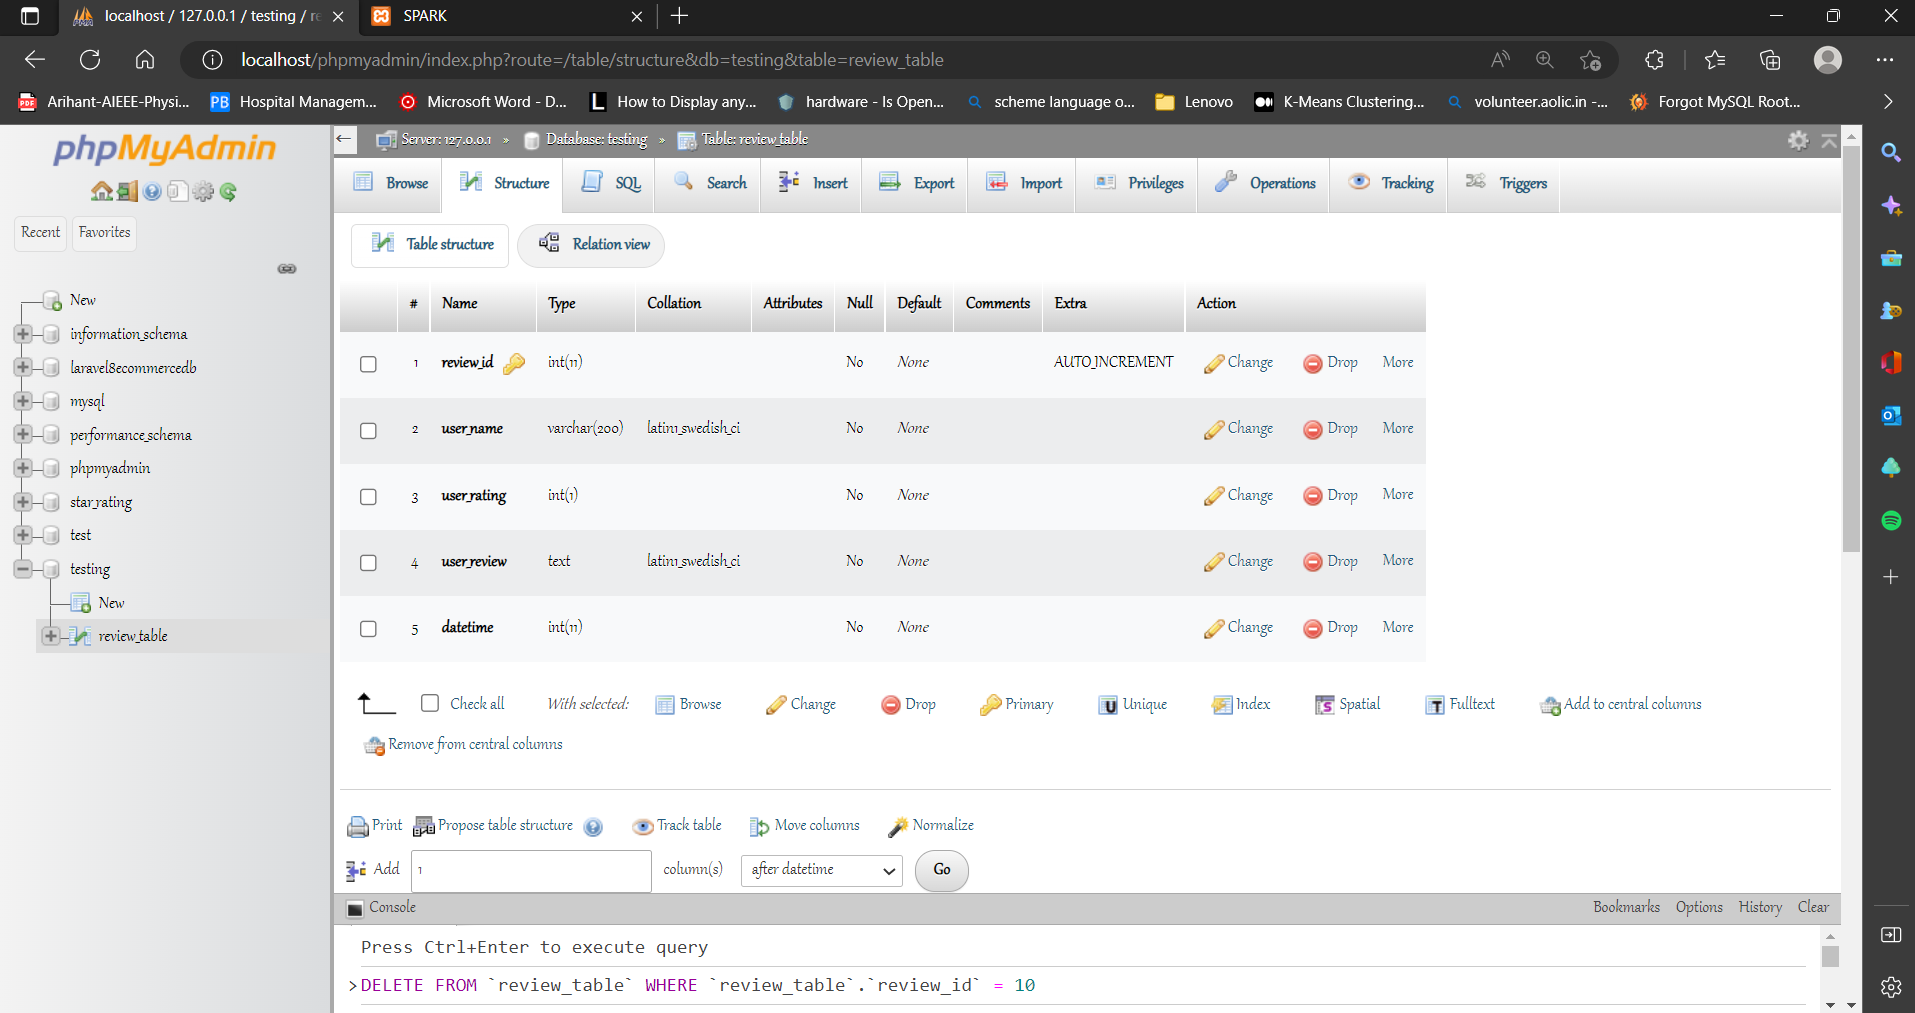 localhost / 127.0.0.1 / testing / re
SPARK
localhost/phpmyadmin/index.php?route=/table/structure&db=testing&table=review_table
PDF Arihant-AIEEE-Physi...
PB Hospital Managem...
Microsoft Word - D...
L How to Display any...
hardware - Is Open...
scheme language o...
Lenovo
K-Means Clustering...
volunteer.aolic.in -...
Forgot MySQL Root...
phpMyAdmin
Recent Favorites
New
information_schema
laravel8ecommercedb
mysql
performance_schema
phpmyadmin
star_rating
test
testing
New
review_table
Server: 127.0.0.1 » Database: testing » Table: review_table
Browse Structure SQL Search Insert Export Import Privileges Operations Tracking Triggers
Table structure Relation view
# Name Type Collation Attributes Null Default Comments Extra Action
1 review_id int(11) No None AUTO_INCREMENT Change Drop More
2 user_name varchar(200) latin1_swedish_ci No None Change Drop More
3 user_rating int(1) No None Change Drop More
4 user_review text latin1_swedish_ci No None Change Drop More
5 datetime int(11) No None Change Drop More
Check all With selected: Browse Change Drop Primary Unique Index Spatial Fulltext Add to central columns
Remove from central columns
Print Propose table structure Track table Move columns Normalize
Add 1 column(s) after datetime Go
Console Bookmarks Options History Clear
Press Ctrl+Enter to execute query
>DELETE FROM `review_table` WHERE `review_table`.`review_id` = 10